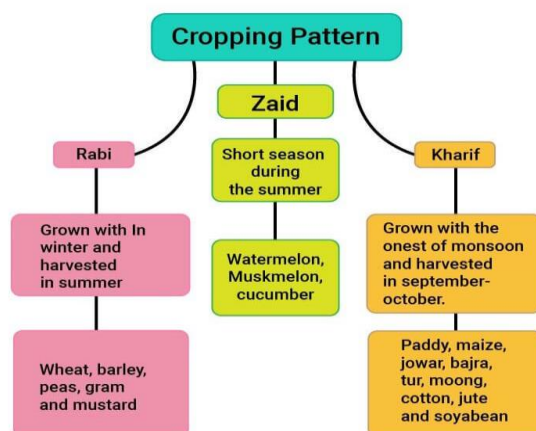 Cropping Pattern
Rabi
Grown with In
winter and
harvested
in summer
Wheat, barley,
peas, gram
and mustard
Zaid
Short season
during
the summer
Watermelon,
Muskmelon,
cucumber
Kharif
Grown with the
onest of monsoon
and harvested
in september-
october.
Paddy, maize,
jowar, bajra,
tur, moong,
cotton, jute
and soyabean